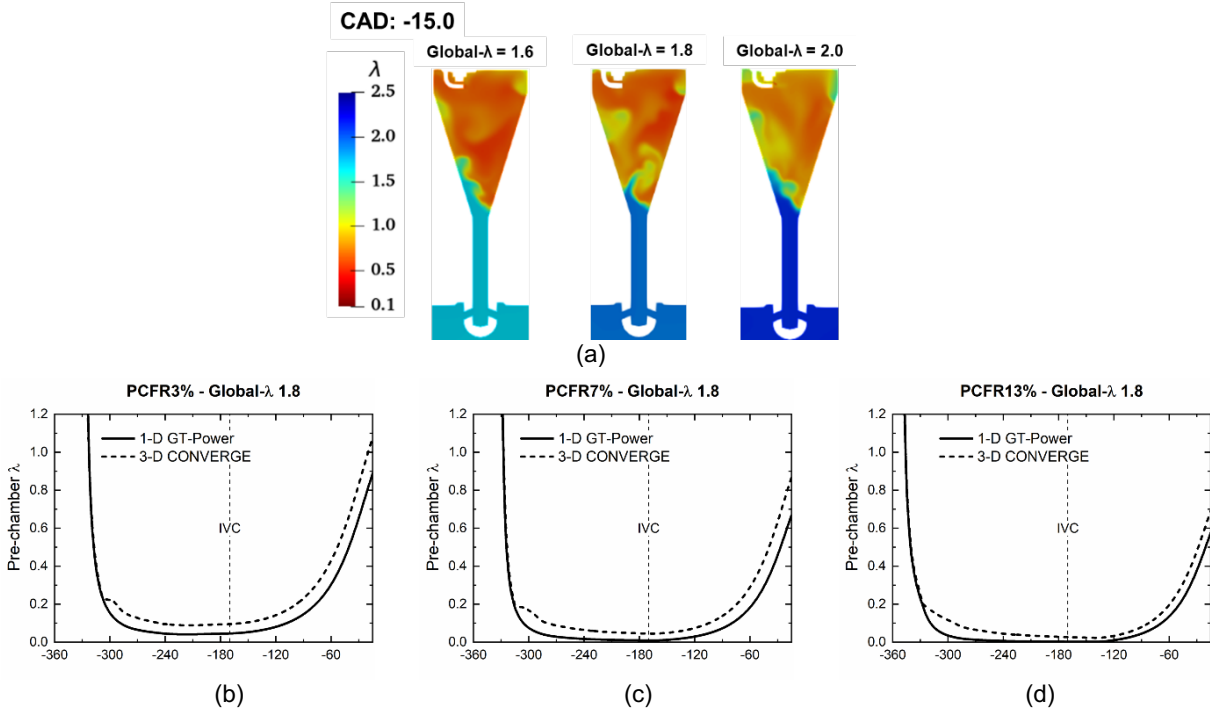 CAD: -15.0
Global-λ = 1.6
Global-λ = 1.8
Global-λ = 2.0
λ
2.5
2.0
1.5
1.0
0.5
0.1
(a)
PCFR3% - Global-λ 1.8
1.2
1.0
0.8
0.6
0.4
0.2
0.0
Pre-chamber λ
1-D GT-Power
3-D CONVERGE
IVC
-360
-300
-240
-180
-120
-60
(b)
PCFR7% - Global-λ 1.8
1.2
1.0
0.8
0.6
0.4
0.2
0.0
Pre-chamber λ
1-D GT-Power
3-D CONVERGE
IVC
-360
-300
-240
-180
-120
-60
(c)
PCFR13% - Global-λ 1.8
1.2
1.0
0.8
0.6
0.4
0.2
0.0
Pre-chamber λ
1-D GT-Power
3-D CONVERGE
IVC
-360
-300
-240
-180
-120
-60
(d)